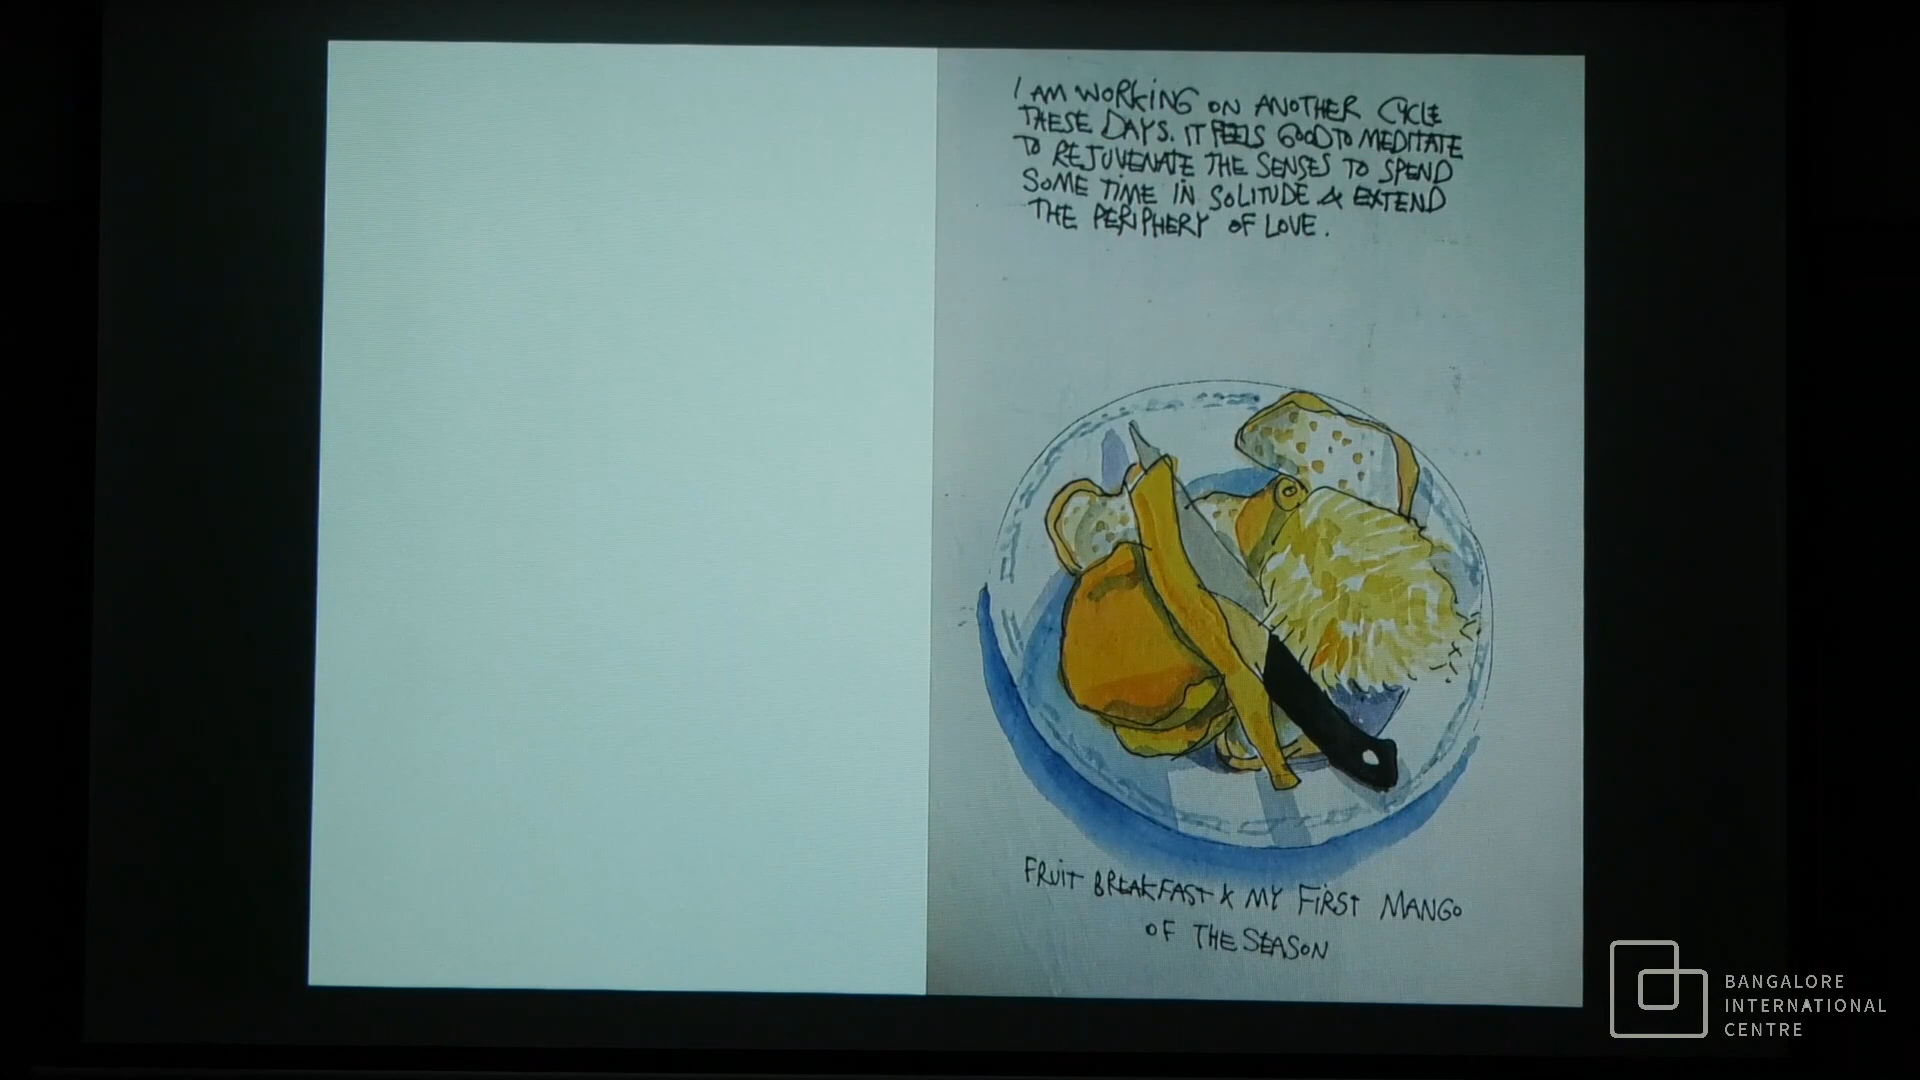 I AM WORKING ON ANOTHER CYCLE
THESE DAYS. IT FEELS GOOD TO MEDITATE
TO REJUVENATE THE SENSES TO SPEND
SOME TIME IN SOLITUDE & EXTEND
THE PERIPHERY OF LOVE.
FRUIT BREAKFAST & MY FIRST MANGO
OF THE SEASON
BANGALORE
INTERNATIONAL
CENTRE